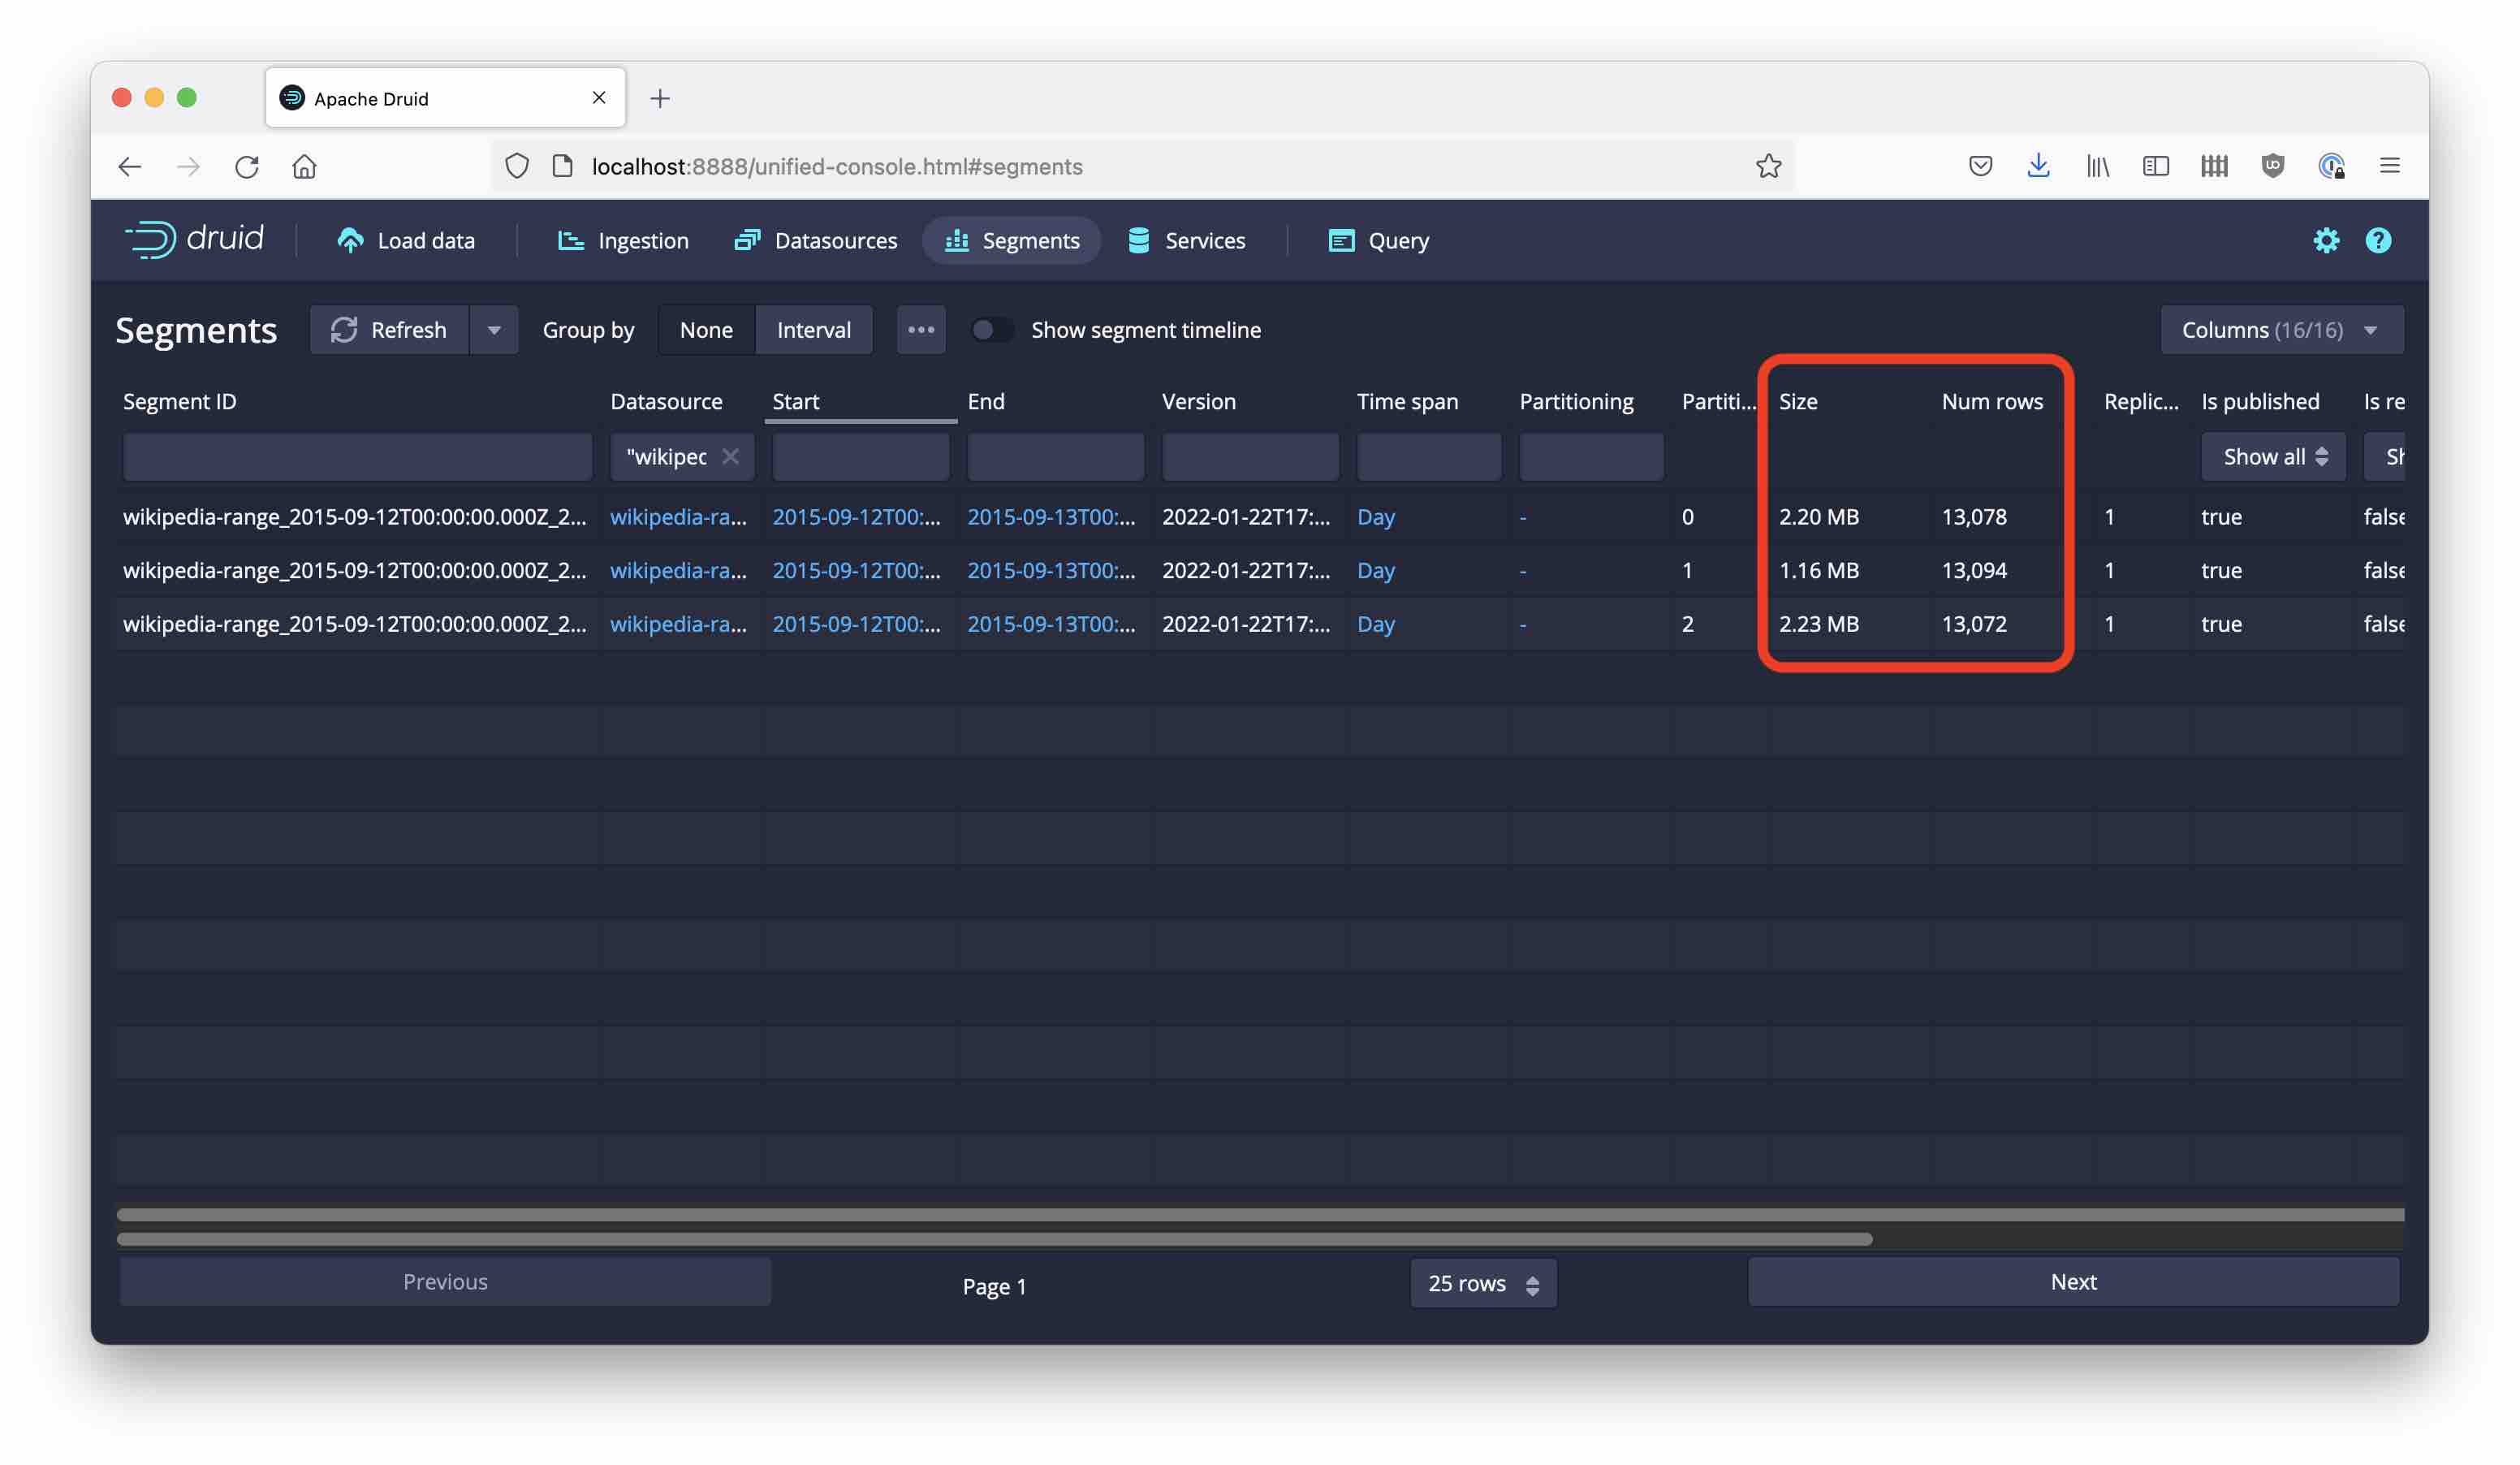 Apache Druid
localhost:8888/unified-console.html#segments
druid Load data Ingestion Datasources Segments Services Query
Segments Refresh Group by None Interval Show segment timeline Columns (16/16)
Segment ID Datasource Start End Version Time span Partitioning Partiti... Size Num rows Replic... Is published Is re
"wikipec Show all Sh
wikipedia-range_2015-09-12T00:00:00.000Z_2... wikipedia-ra... 2015-09-12T00:... 2015-09-13T00:... 2022-01-22T17:... Day - 0 2.20 MB 13,078 1 true false
wikipedia-range_2015-09-12T00:00:00.000Z_2... wikipedia-ra... 2015-09-12T00:... 2015-09-13T00:... 2022-01-22T17:... Day - 1 1.16 MB 13,094 1 true false
wikipedia-range_2015-09-12T00:00:00.000Z_2... wikipedia-ra... 2015-09-12T00:... 2015-09-13T00:... 2022-01-22T17:... Day - 2 2.23 MB 13,072 1 true false
Previous Page 1 25 rows Next